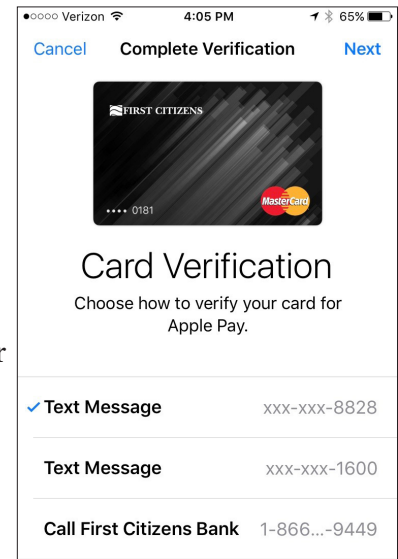 ●○○○○ Verizon 4:05 PM 65%
Cancel Complete Verification Next
FIRST CITIZENS
•••• 0181
MasterCard
Card Verification
Choose how to verify your card for
Apple Pay.
r
✓ Text Message xxx-xxx-8828
Text Message xxx-xxx-1600
Call First Citizens Bank 1-866...-9449